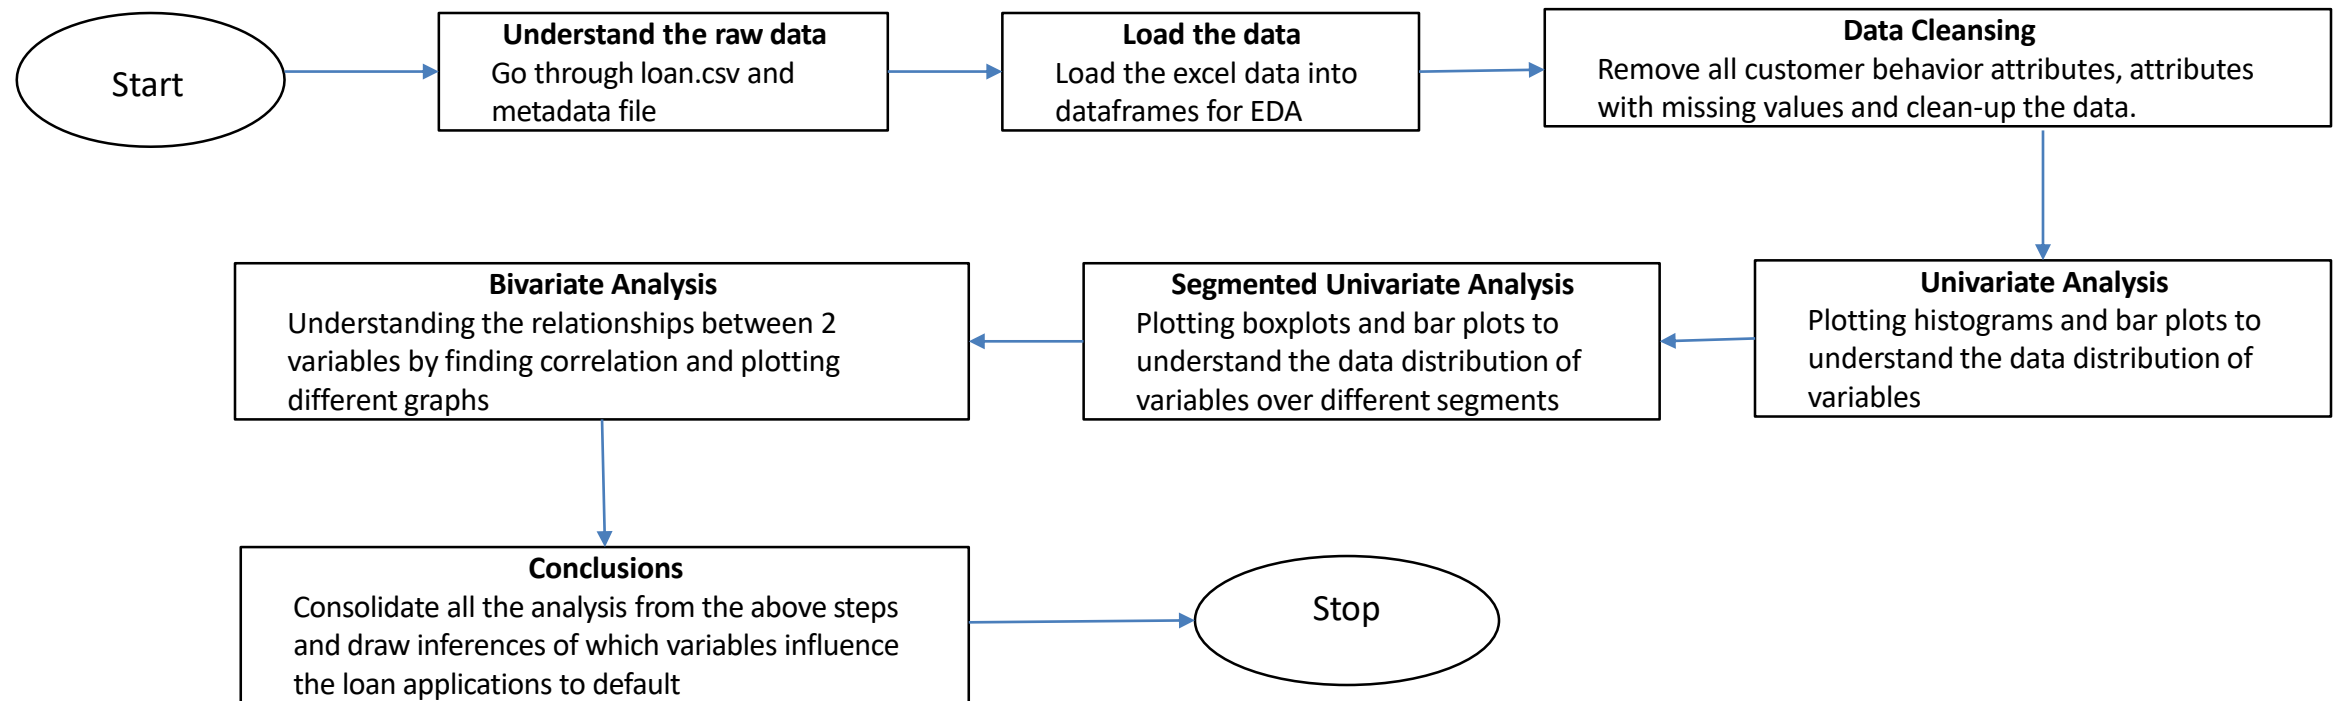 Start
Understand the raw data
Go through loan.csv and
metadata file
Load the data
Load the excel data into
dataframes for EDA
Data Cleansing
Remove all customer behavior attributes, attributes
with missing values and clean-up the data.
Univariate Analysis
Plotting histograms and bar plots to
understand the data distribution of
variables
Segmented Univariate Analysis
Plotting boxplots and bar plots to
understand the data distribution of
variables over different segments
Bivariate Analysis
Understanding the relationships between 2
variables by finding correlation and plotting
different graphs
Conclusions
Consolidate all the analysis from the above steps
and draw inferences of which variables influence
the loan applications to default
Stop